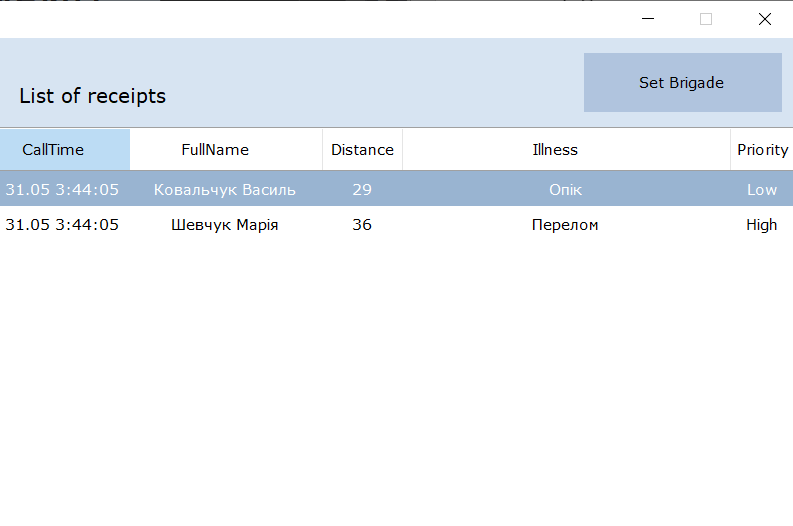 Set Brigade
List of receipts
CallTime FullName Distance Illness Priority
31.05 3:44:05 Ковальчук Василь 29 Опік Low
31.05 3:44:05 Шевчук Марія 36 Перелом High